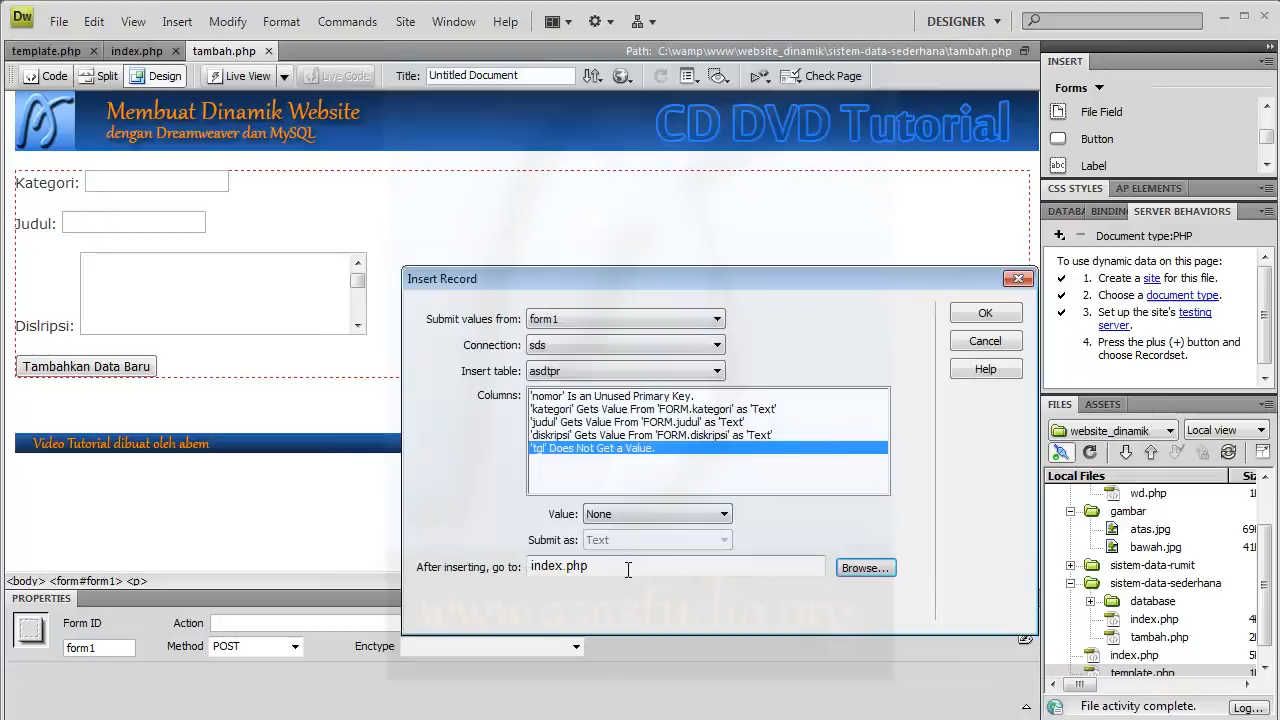 Dw File Edit View Insert Modify Format Commands Site Window Help DESIGNER
template.php index.php tambah.php Path: C:\wamp\www\website_dinamik\sistem-data-sederhana\tambah.php
Code Split Design Live View Live Code Title: Untitled Document Check Page
Membuat Dinamik Website
dengan Dreamweaver dan MySQL
CD DVD Tutorial
Kategori:
Judul:
Dislripsi:
Tambahkan Data Baru
Video Tutorial dibuat oleh abem
Insert Record
Submit values from: form1
Connection: sds
Insert table: asdtpr
Columns:
'nomor' Is an Unused Primary Key.
'kategori' Gets Value From 'FORM.kategori' as 'Text'
'judul' Gets Value From 'FORM.judul' as 'Text'
'diskripsi' Gets Value From 'FORM.diskripsi' as 'Text'
'tgl' Does Not Get a Value.
Value: None
Submit as: Text
After inserting, go to: index.php Browse...
OK
Cancel
Help
<body> <form#form1> <p>
PROPERTIES
Form ID
form1
Action
Method POST Enctype
INSERT
Forms
File Field
Button
abc Label
CSS STYLES AP ELEMENTS
DATABA BINDING SERVER BEHAVIORS
Document type:PHP
To use dynamic data on this page:
1. Create a site for this file.
2. Choose a document type.
3. Set up the site's testing
server.
4. Press the plus (+) button and
choose Recordset.
FILES ASSETS
website_dinamik Local view
Local Files Siz
wd.php 1
gambar
atas.jpg 69
bawah.jpg 41
sistem-data-rumit
sistem-data-sederhana
database
index.php 4
tambah.php 2
index.php 5
template.php 1
File activity complete. Log...